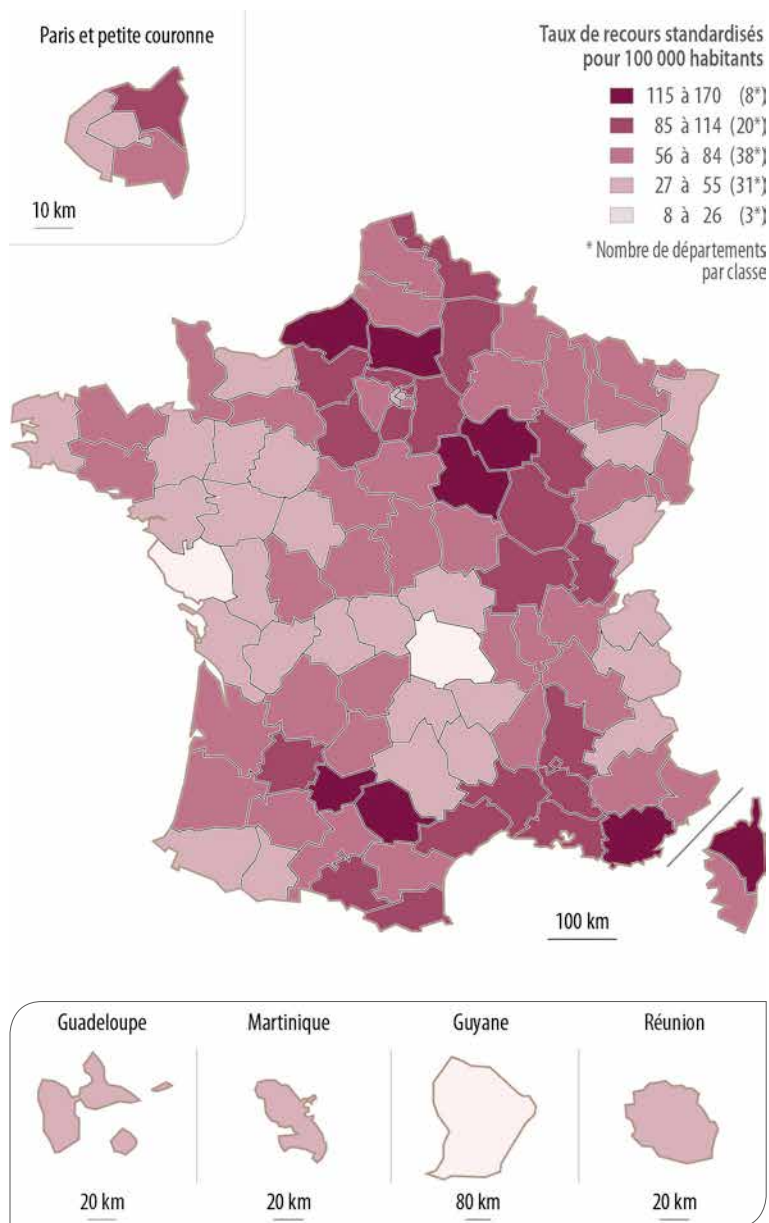 Paris et petite couronne
10 km
Taux de recours standardisés
pour 100 000 habitants
115 à 170 (8*)
85 à 114 (20*)
56 à 84 (38*)
27 à 55 (31*)
8 à 26 (3*)
* Nombre de départements
par classe
100 km
Guadeloupe
Martinique
Guyane
Réunion
20 km
20 km
80 km
20 km